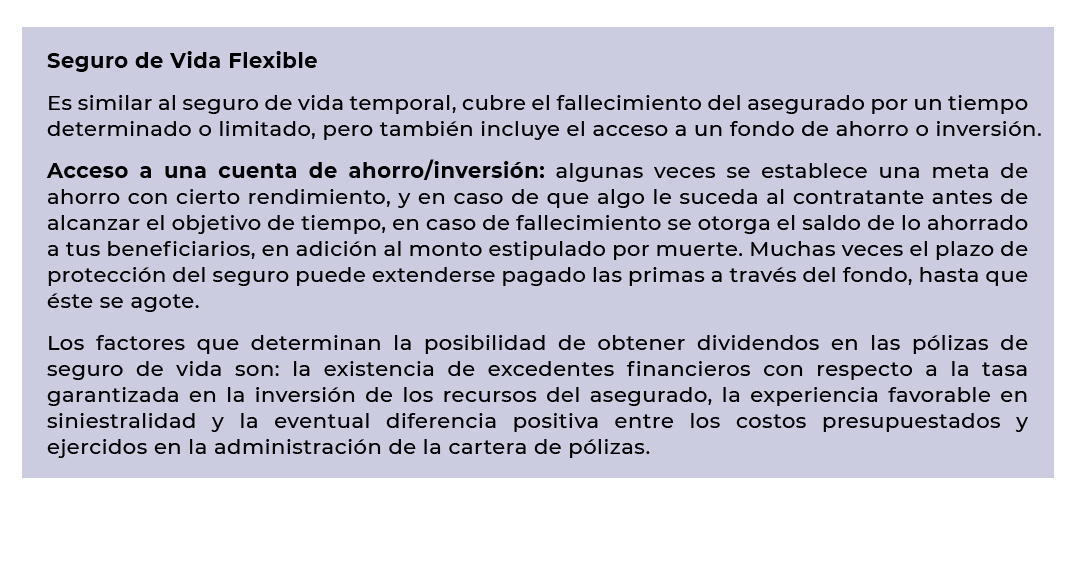 Seguro de Vida Flexible
Es similar al seguro de vida temporal, cubre el fallecimiento del asegurado por un tiempo
determinado o limitado, pero también incluye el acceso a un fondo de ahorro o inversión.
Acceso a una cuenta de ahorro/inversión: algunas veces se establece una meta de
ahorro con cierto rendimiento, y en caso de que algo le suceda al contratante antes de
alcanzar el objetivo de tiempo, en caso de fallecimiento se otorga el saldo de lo ahorrado
a tus beneficiarios, en adición al monto estipulado por muerte. Muchas veces el plazo de
protección del seguro puede extenderse pagado las primas a través del fondo, hasta que
éste se agote.
Los factores que determinan la posibilidad de obtener dividendos en las pólizas de
seguro de vida son: la existencia de excedentes financieros con respecto a la tasa
garantizada en la inversión de los recursos del asegurado, la experiencia favorable en
siniestralidad y la eventual diferencia positiva entre los costos presupuestados y
ejercidos en la administración de la cartera de pólizas.